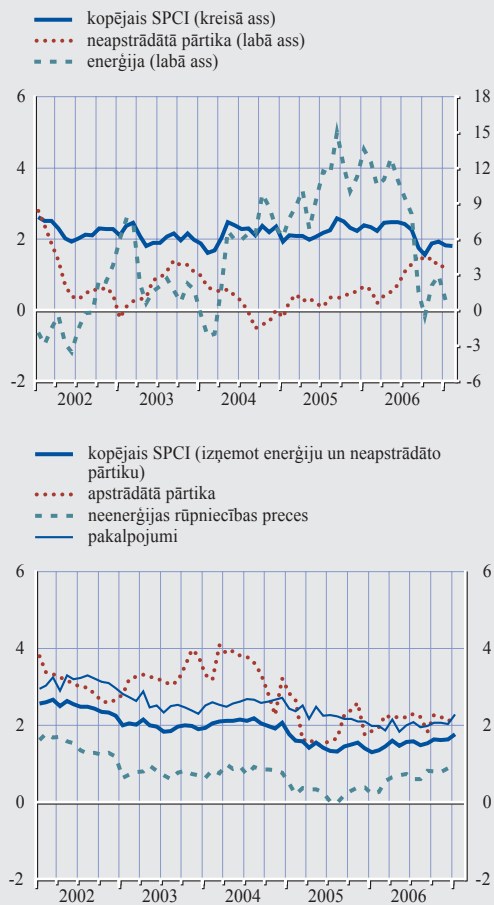 kopējais SPCI (kreisā ass)
neapstrādātā pārtika (labā ass)
enerģija (labā ass)
6 18
15
4 12
9
2 6
3
0 0
-3
-2 -6
2002 2003 2004 2005 2006
kopējais SPCI (izņemot enerģiju un neapstrādāto
pārtiku)
apstrādātā pārtika
neenerģijas rūpniecības preces
pakalpojumi
6 6
4 4
2 2
0 0
-2 -2
2002 2003 2004 2005 2006